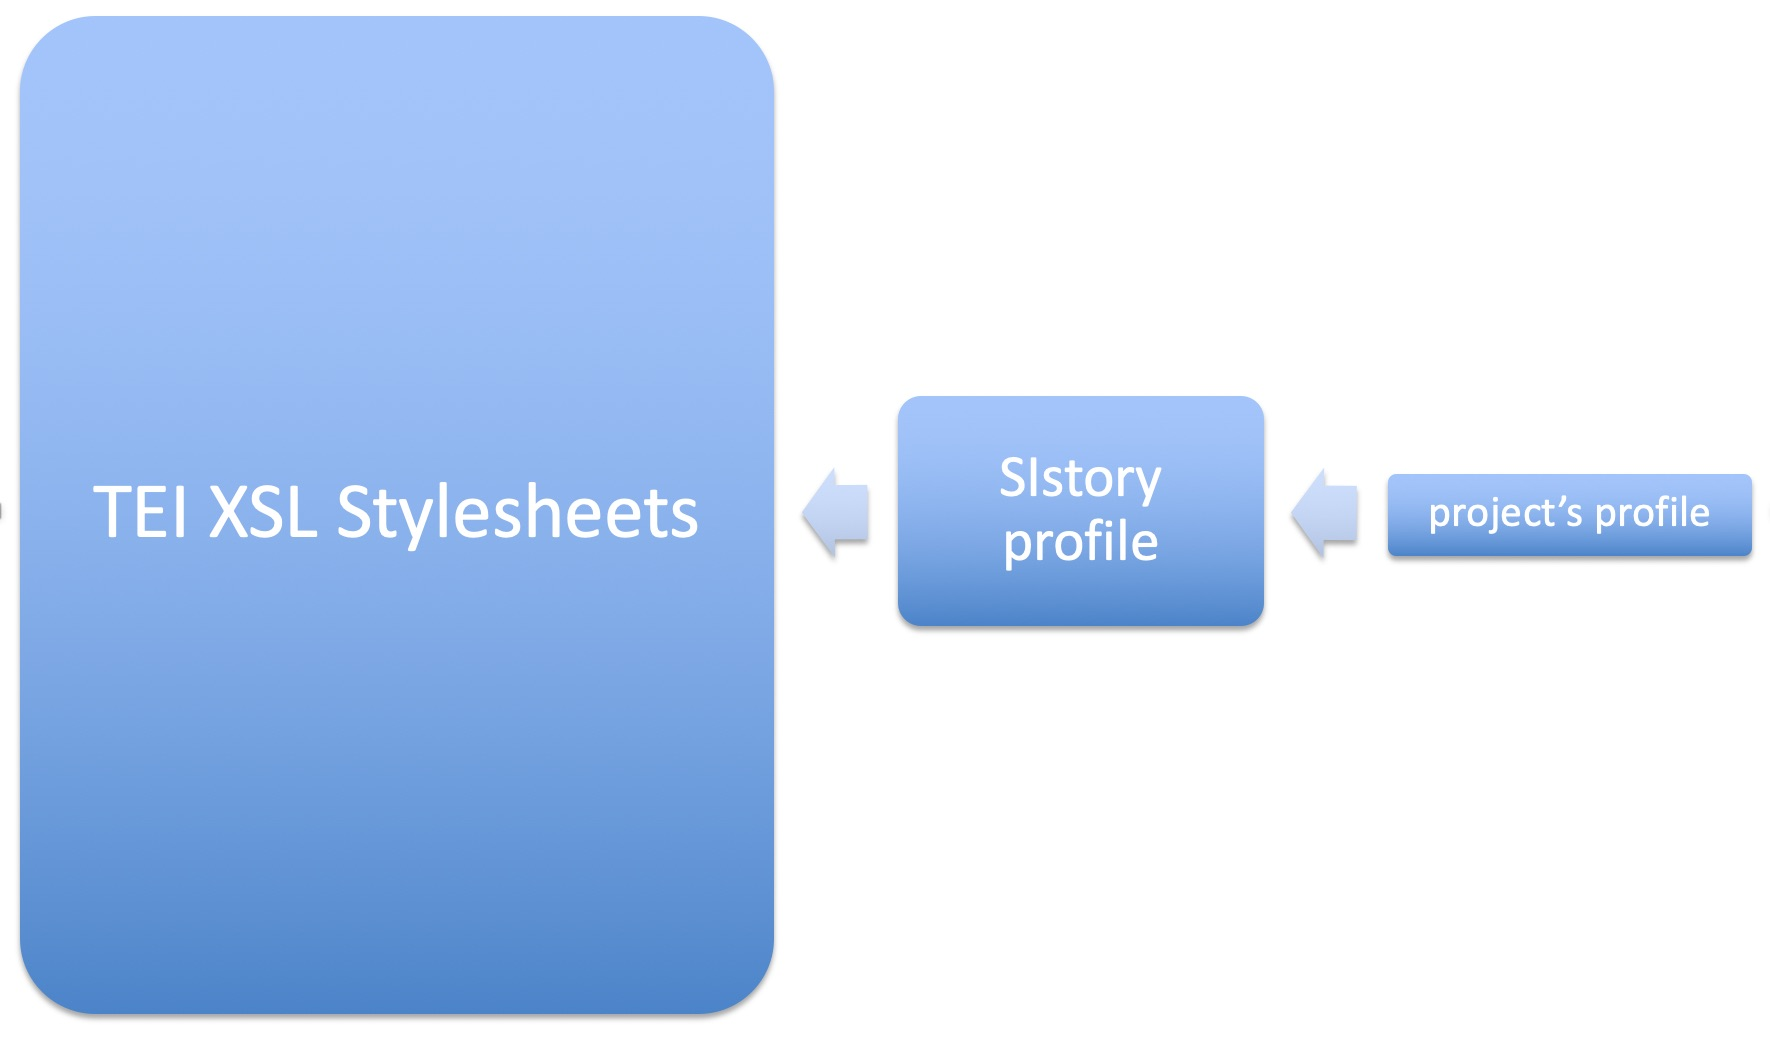 TEI XSL Stylesheets
SIstory
profile
project’s profile